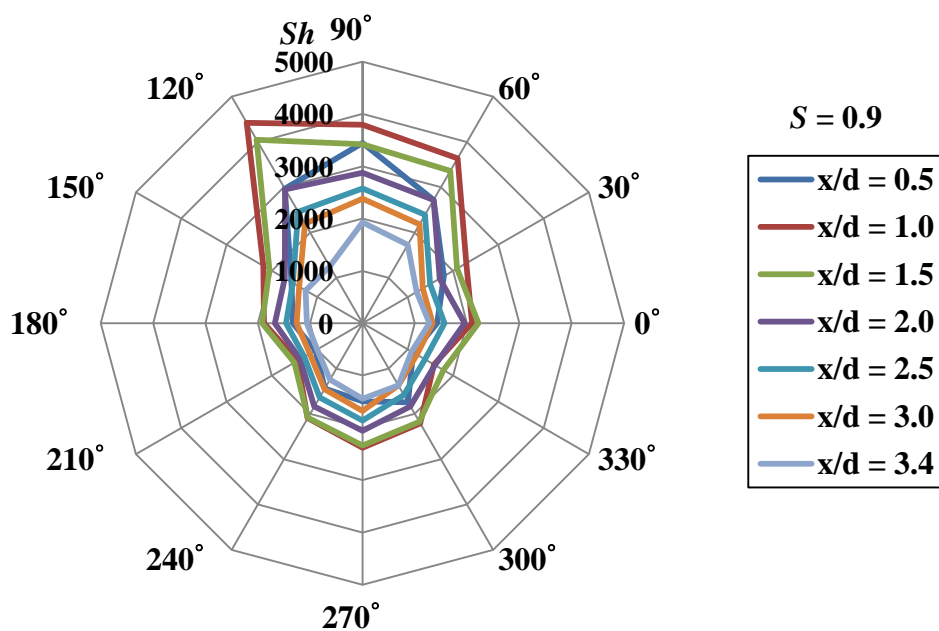 Sh 90°
5000
120°
60°
4000
S = 0.9
3000
x/d = 0.5
150°
30°
2000
x/d = 1.0
1000
x/d = 1.5
180°
0
0°
x/d = 2.0
x/d = 2.5
x/d = 3.0
210°
330°
x/d = 3.4
240°
300°
270°